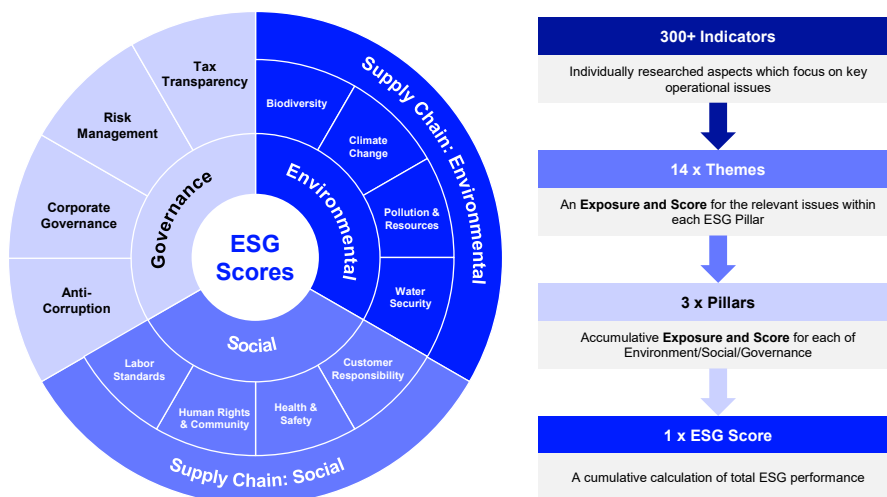 Tax
Transparency
Risk
Management
Corporate
Governance
Anti-
Corruption
Governance
Supply Chain: Environmental
Biodiversity
Climate
Change
Pollution &
Resources
Water
Security
Environmental
ESG
Scores
Social
Labor
Standards
Human Rights
& Community
Health &
Safety
Customer
Responsibility
Supply Chain: Social
300+ Indicators
Individually researched aspects which focus on key
operational issues
14 x Themes
An Exposure and Score for the relevant issues within
each ESG Pillar
3 x Pillars
Accumulative Exposure and Score for each of
Environment/Social/Governance
1 x ESG Score
A cumulative calculation of total ESG performance